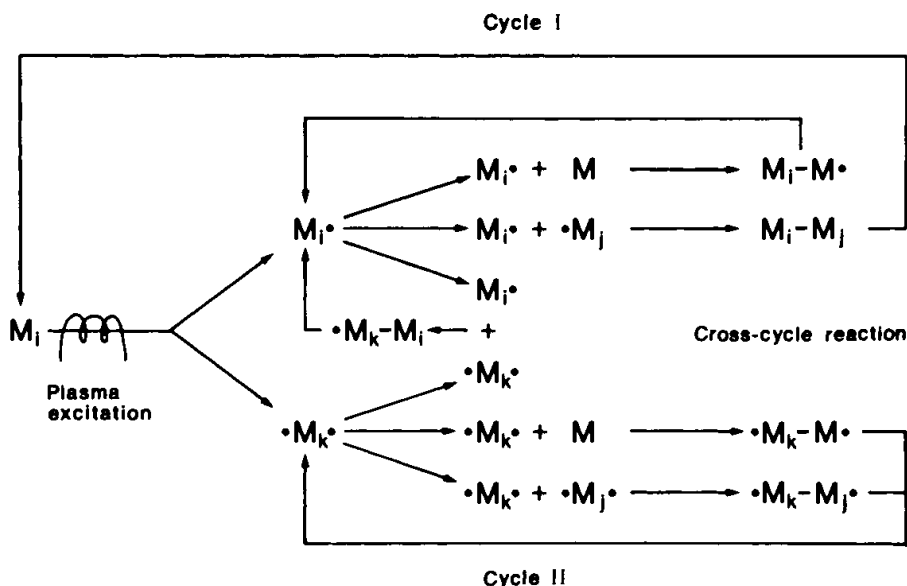 Cycle I
Mᵢ• + M → Mᵢ–M•
Mᵢ• Mᵢ• + •Mⱼ → Mᵢ–Mⱼ
Mᵢ•
Mᵢ •Mₖ–Mᵢ ← + Cross-cycle reaction
Plasma
excitation
•Mₖ•
•Mₖ• •Mₖ• + M → •Mₖ–M•
•Mₖ• + •Mⱼ• → •Mₖ–Mⱼ•
Cycle II